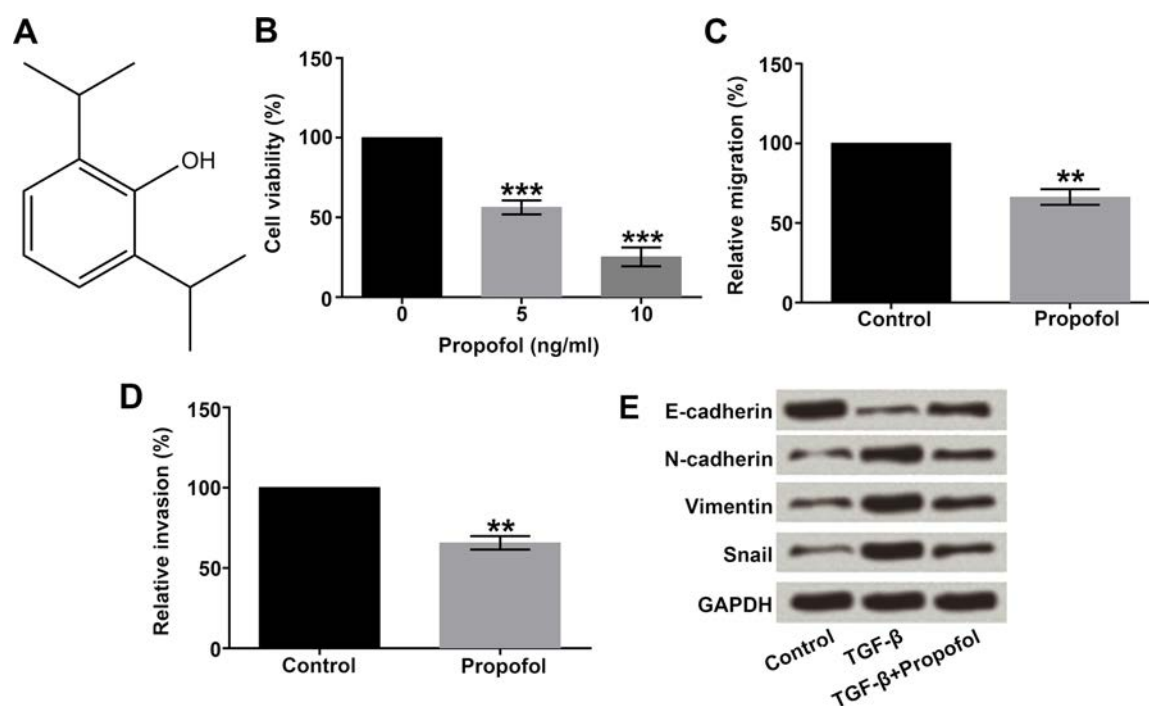 A
OH
B
Cell viability (%)
150
100
50
0
***
***
0 5 10
Propofol (ng/ml)
C
Relative migration (%)
150
100
50
0
**
Control Propofol
D
Relative invasion (%)
150
100
50
0
**
Control Propofol
E
E-cadherin
N-cadherin
Vimentin
Snail
GAPDH
Control TGF-β TGF-β+Propofol